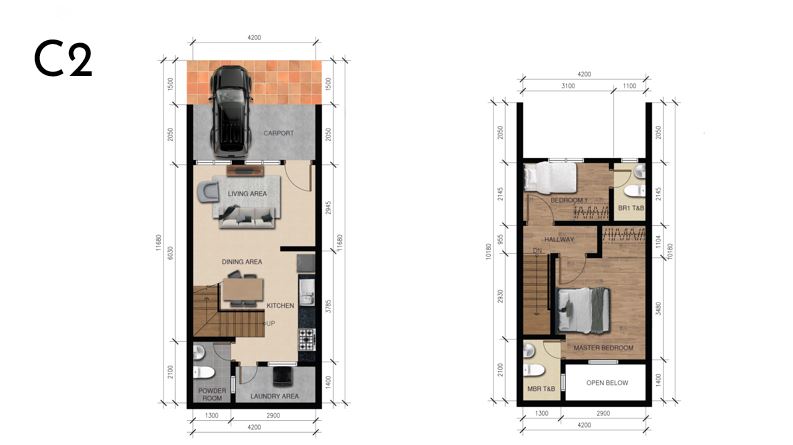 C2
4200
1500
2050
6030
2100
11680
CARPORT
LIVING AREA
DINING AREA
KITCHEN
UP
POWDER
ROOM
LAUNDRY AREA
1500
2050
2945
3785
1400
11680
1300
2900
4200
4200
3100
1100
2050
2145
955
2930
2100
10180
BEDROOM 1
BR1 T&B
HALLWAY
DN
MASTER BEDROOM
MBR T&B
OPEN BELOW
2050
2145
1104
3480
1400
10180
1300
2900
4200